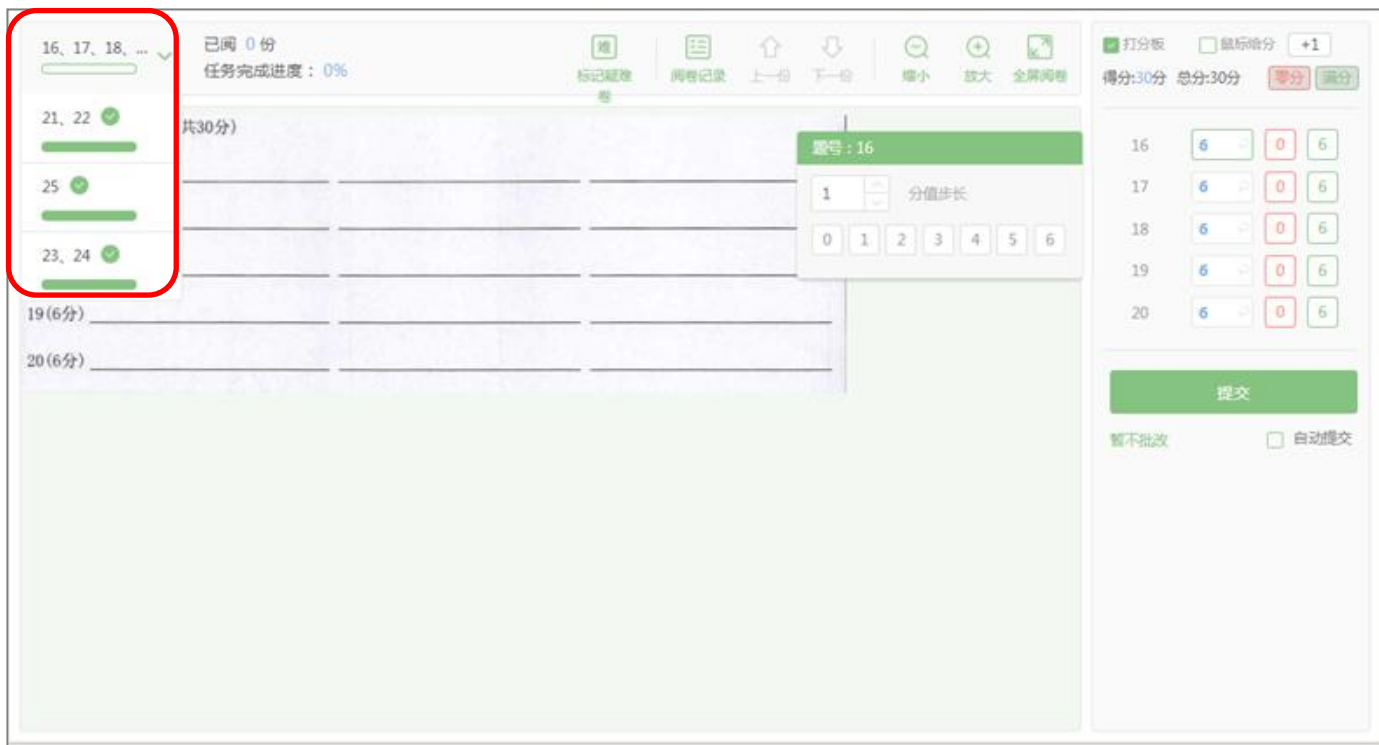 16、17、18、...
已阅 0 份
任务完成进度：0%
难
标记疑难卷
阅卷记录
上一份
下一份
缩小
放大
全屏阅卷
21、22
25
23、24
共30分)
19(6分)
20(6分)
题号：16
1 分值步长
0 1 2 3 4 5 6
打分板 鼠标给分 +1
得分:30分 总分:30分 零分 满分
16 6 0 6
17 6 0 6
18 6 0 6
19 6 0 6
20 6 0 6
提交
暂不批改 自动提交